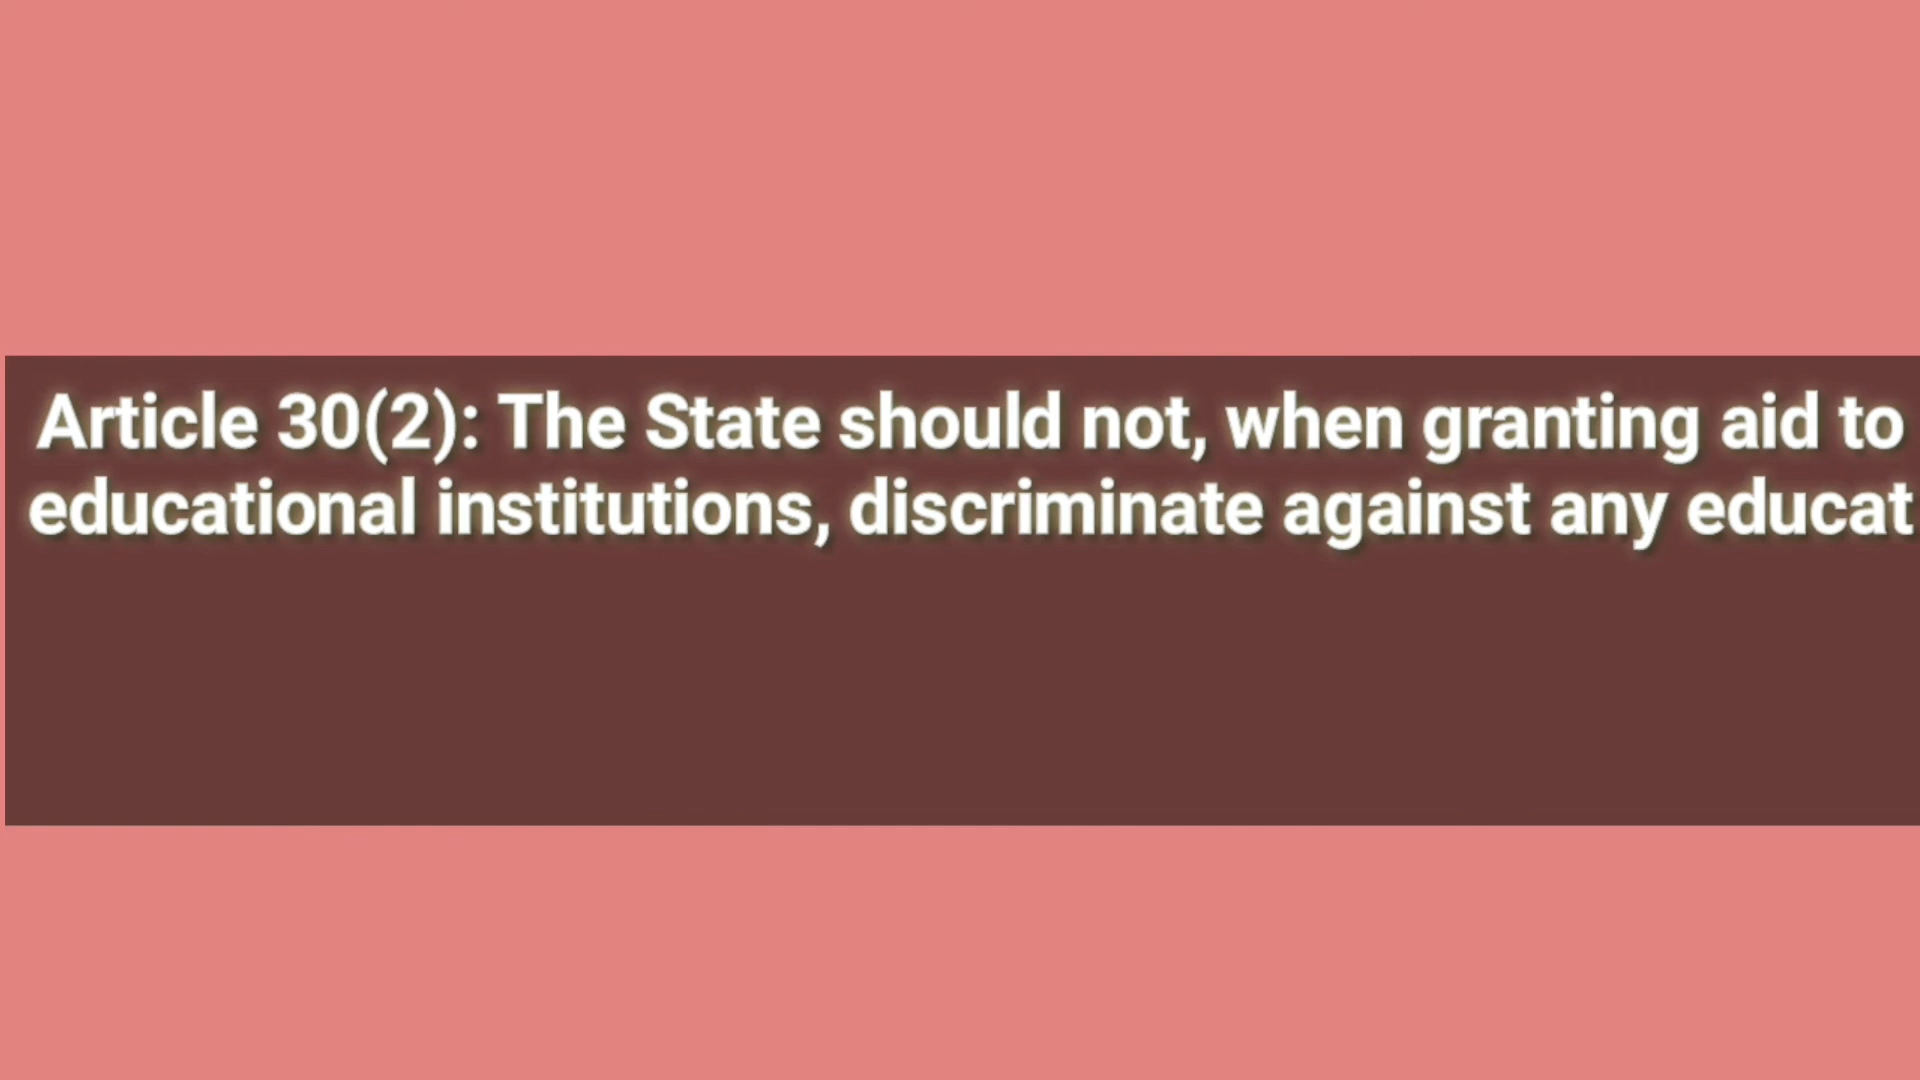 Article 30(2): The State should not, when granting aid to
educational institutions, discriminate against any educat